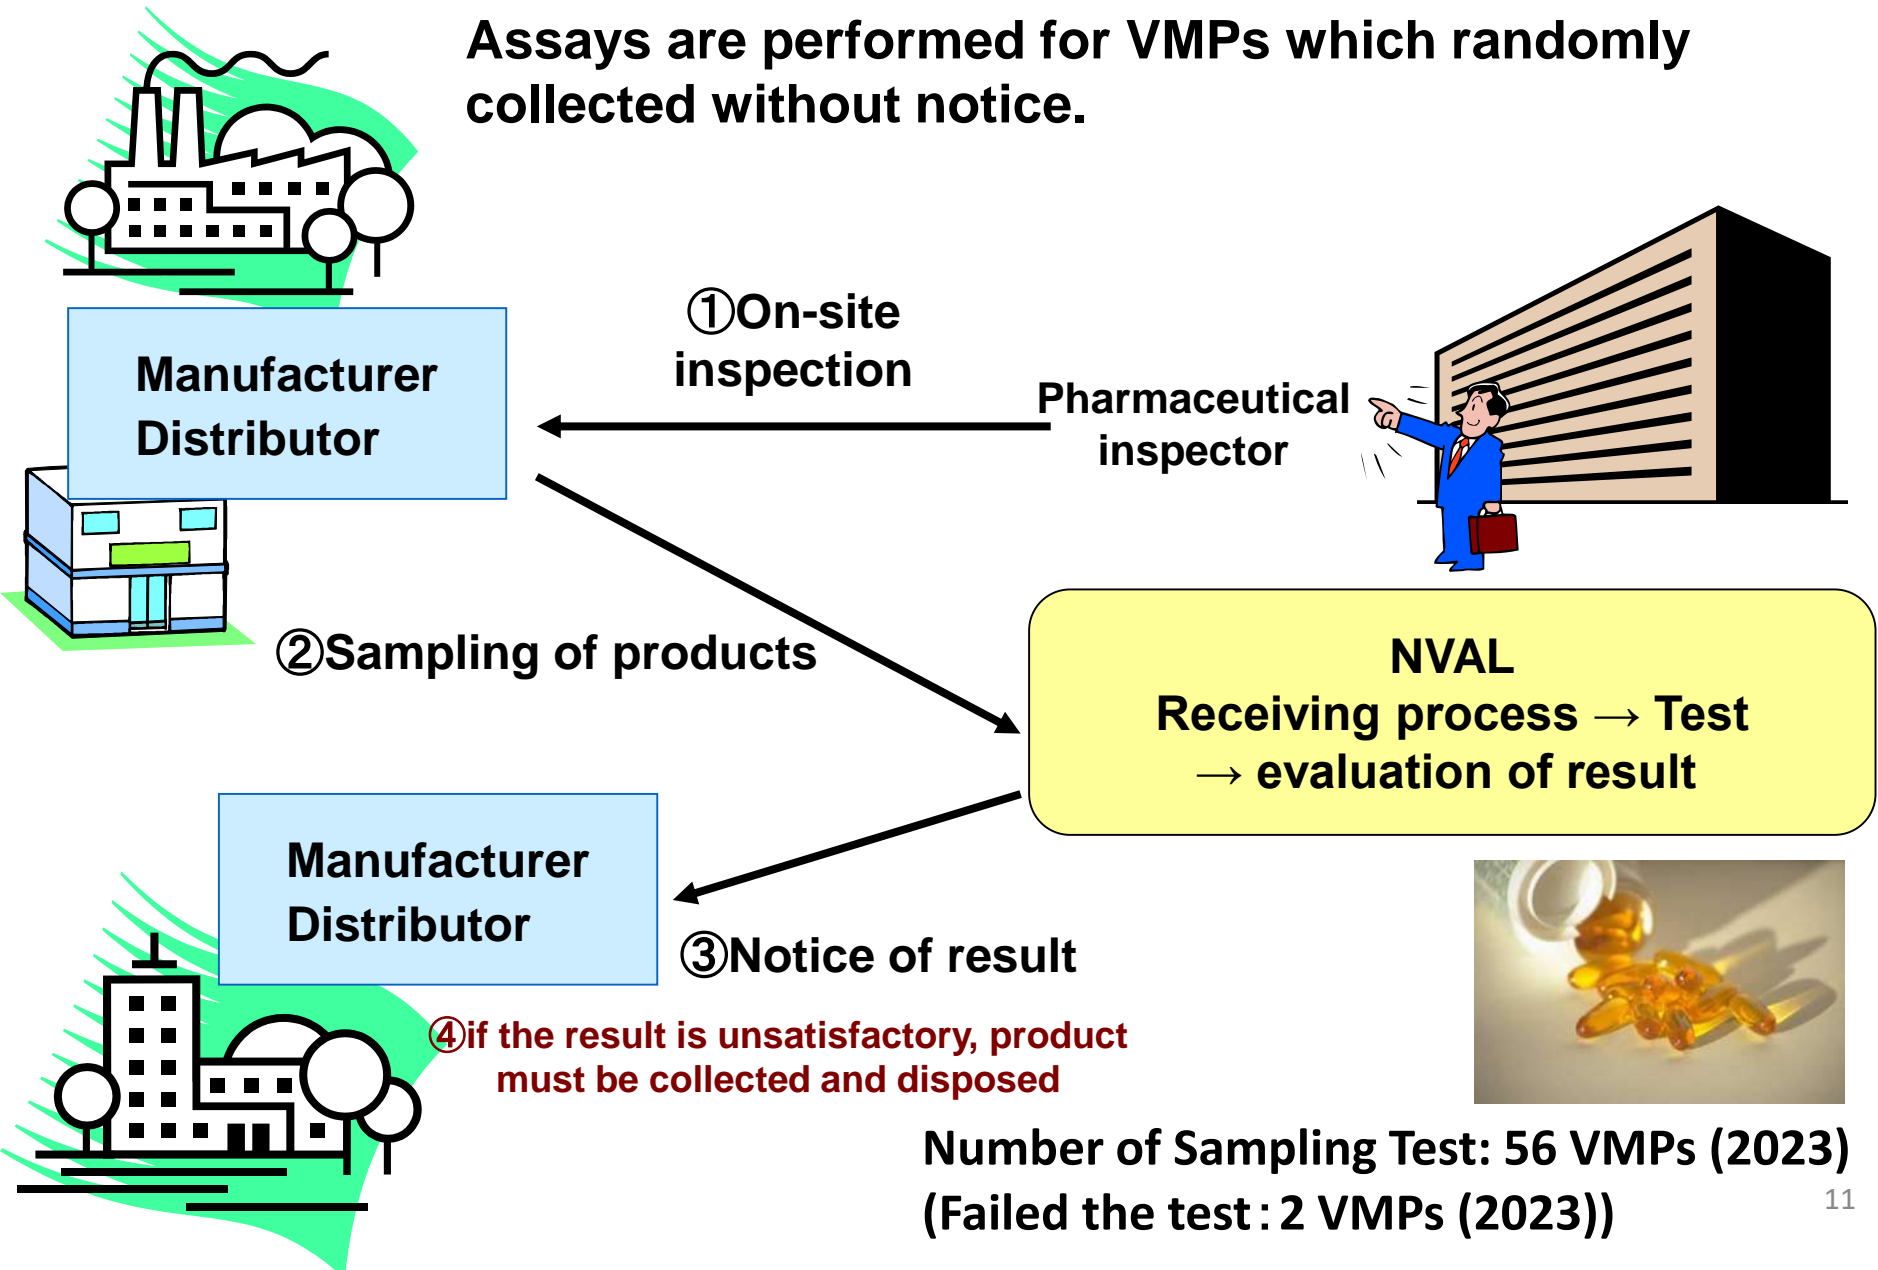 Assays are performed for VMPs which randomly
collected without notice.
①On-site
inspection
Manufacturer
Distributor
Pharmaceutical
inspector
②Sampling of products
NVAL
Receiving process → Test
→ evaluation of result
Manufacturer
Distributor
③Notice of result
④if the result is unsatisfactory, product
must be collected and disposed
Number of Sampling Test: 56 VMPs (2023)
(Failed the test：2 VMPs (2023))
11